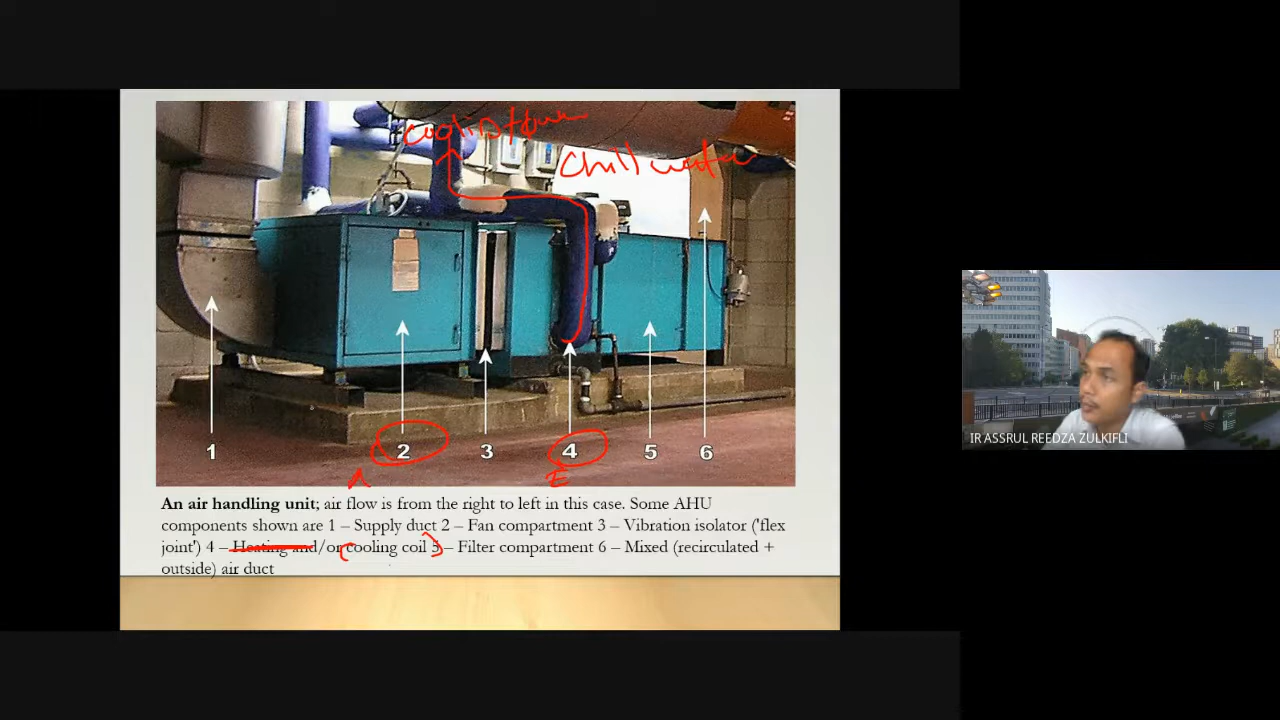 chill water
1
2
3
4
5
6
An air handling unit; air flow is from the right to left in this case. Some AHU
components shown are 1 – Supply duct 2 – Fan compartment 3 – Vibration isolator ('flex
joint') 4 – Heating and/or cooling coil 5 – Filter compartment 6 – Mixed (recirculated +
outside) air duct
IR ASSRUL REEDZA ZULKIFLI